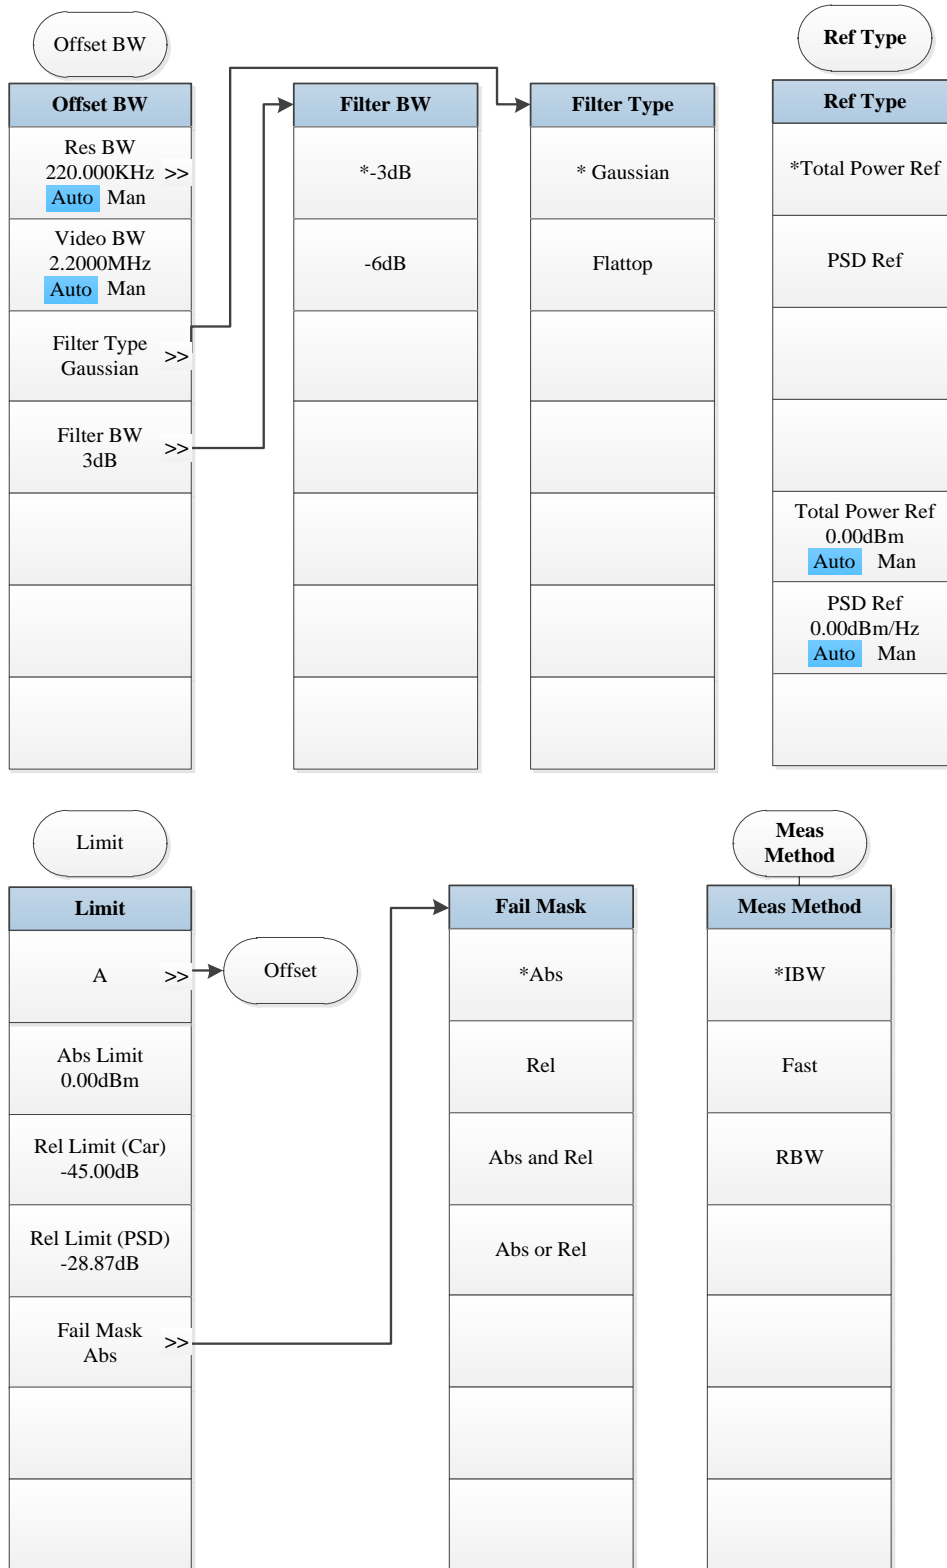 Offset BW
Offset BW
Res BW
220.000KHz >>
Auto Man
Video BW
2.2000MHz
Auto Man
Filter Type
Gaussian
>>
Filter BW
3dB
>>
Filter BW
*-3dB
-6dB
Filter Type
* Gaussian
Flattop
Ref Type
Ref Type
*Total Power Ref
PSD Ref
Total Power Ref
0.00dBm
Auto Man
PSD Ref
0.00dBm/Hz
Auto Man
Limit
Limit
A >>
Offset
Abs Limit
0.00dBm
Rel Limit (Car)
-45.00dB
Rel Limit (PSD)
-28.87dB
Fail Mask
Abs
>>
Fail Mask
*Abs
Rel
Abs and Rel
Abs or Rel
Meas
Method
Meas Method
*IBW
Fast
RBW